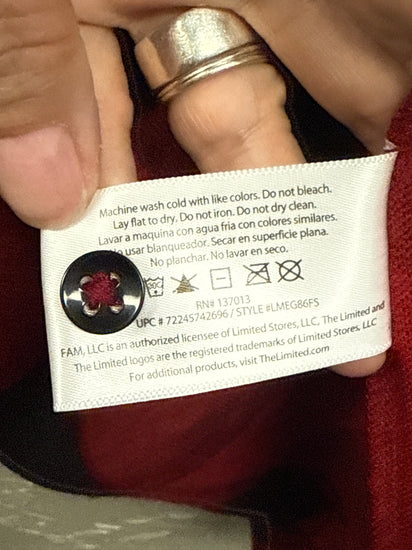 Machine wash cold with like colors. Do not bleach.
Lay flat to dry. Do not iron. Do not dry clean.
Lavar a maquina con agua fria con colores similares.
usar blanqueador. Secar en superficie plana.
No planchar. No lavar en seco.
30C
RN# 137013
UPC # 72245742696 / STYLE #LMEG86FS
FAM, LLC is an authorized licensee of Limited Stores, LLC, The Limited and
The Limited logos are the registered trademarks of Limited Stores, LLC
For additional products, visit TheLimited.com